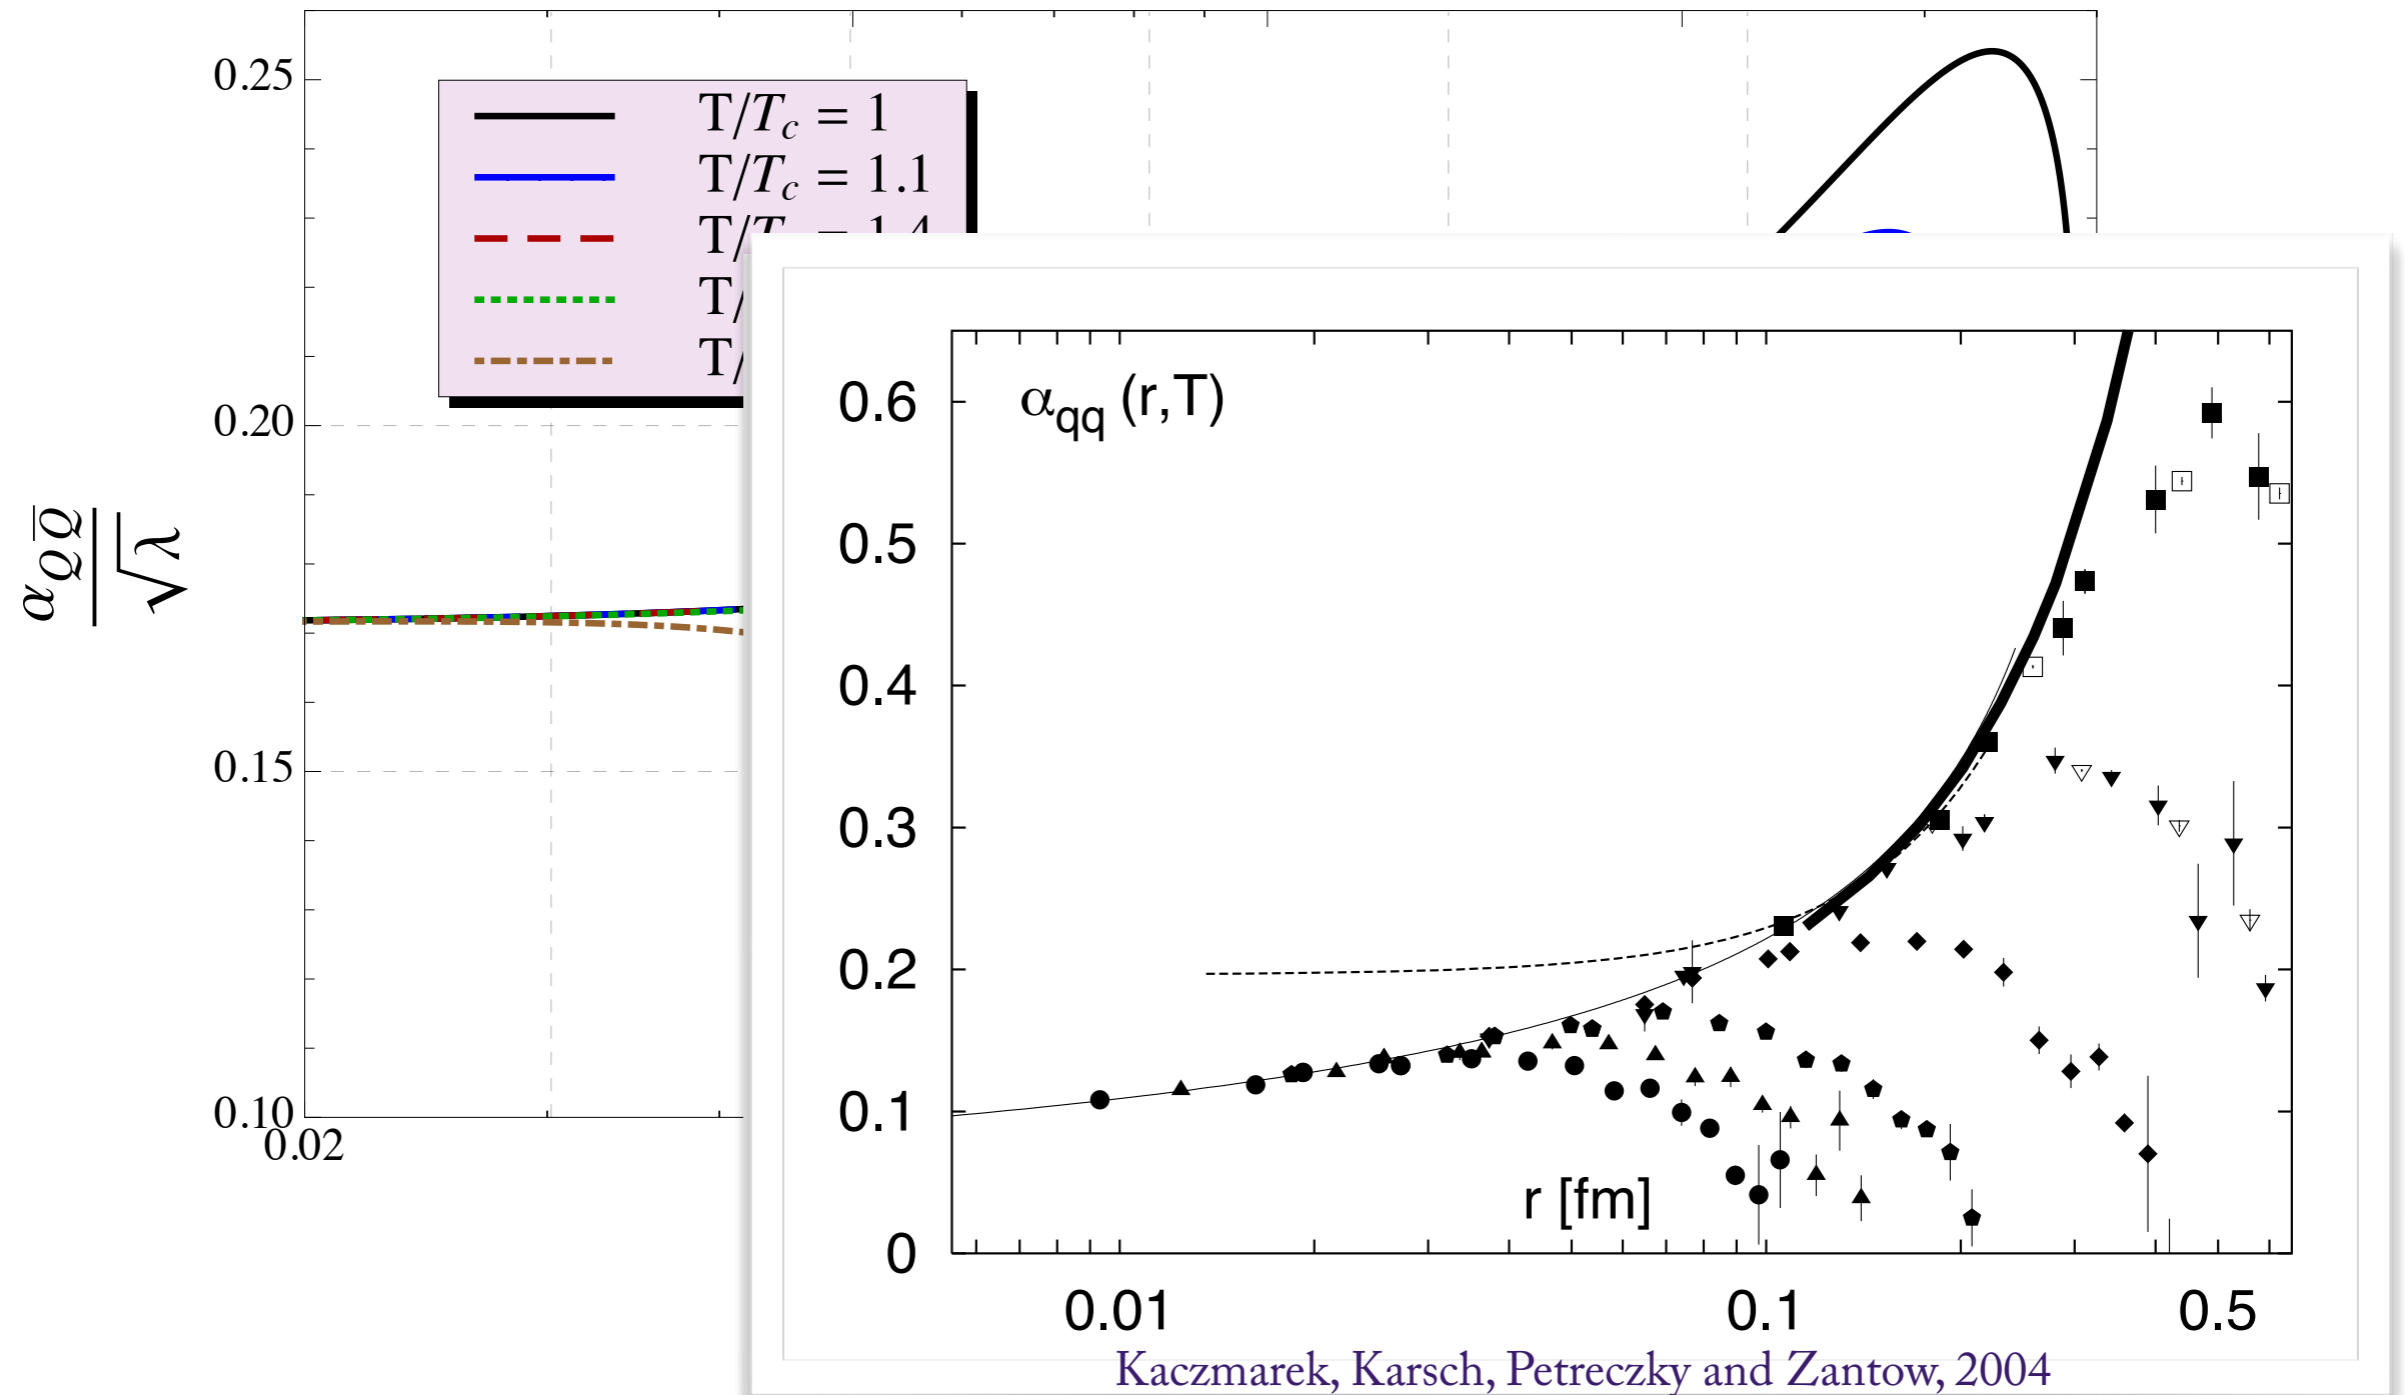 0.25
0.20
0.15
0.10
0.02
α_{Q\overline{Q}}
√λ
T/T_c = 1
T/T_c = 1.1
T/
T/
T/
α_{qq} (r,T)
0.6
0.5
0.4
0.3
0.2
0.1
0
r [fm]
0.01 0.1 0.5
Kaczmarek, Karsch, Petreczky and Zantow, 2004